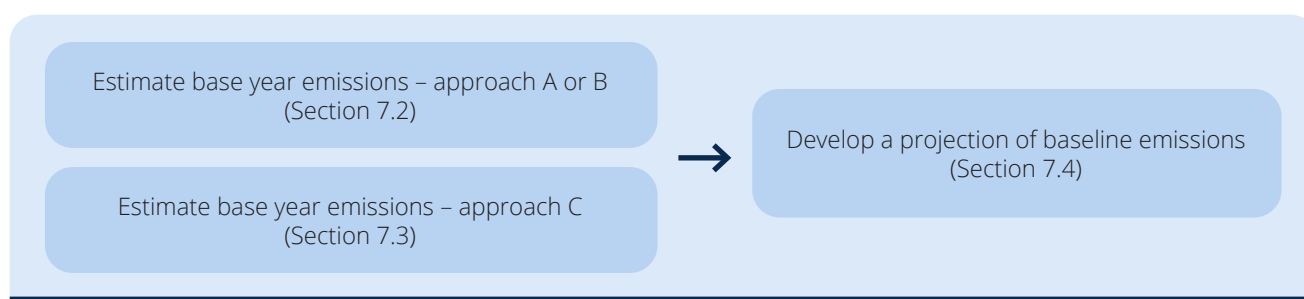 Estimate base year emissions – approach A or B
(Section 7.2)
Estimate base year emissions – approach C
(Section 7.3)
Develop a projection of baseline emissions
(Section 7.4)